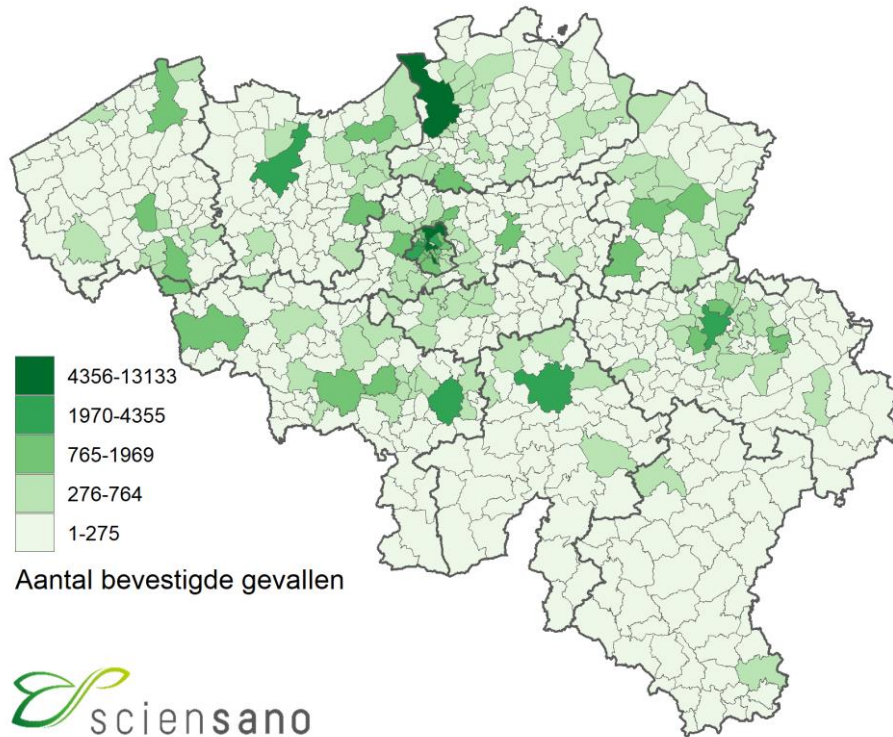 4356-13133
1970-4355
765-1969
276-764
1-275
Aantal bevestigde gevallen
sciensano